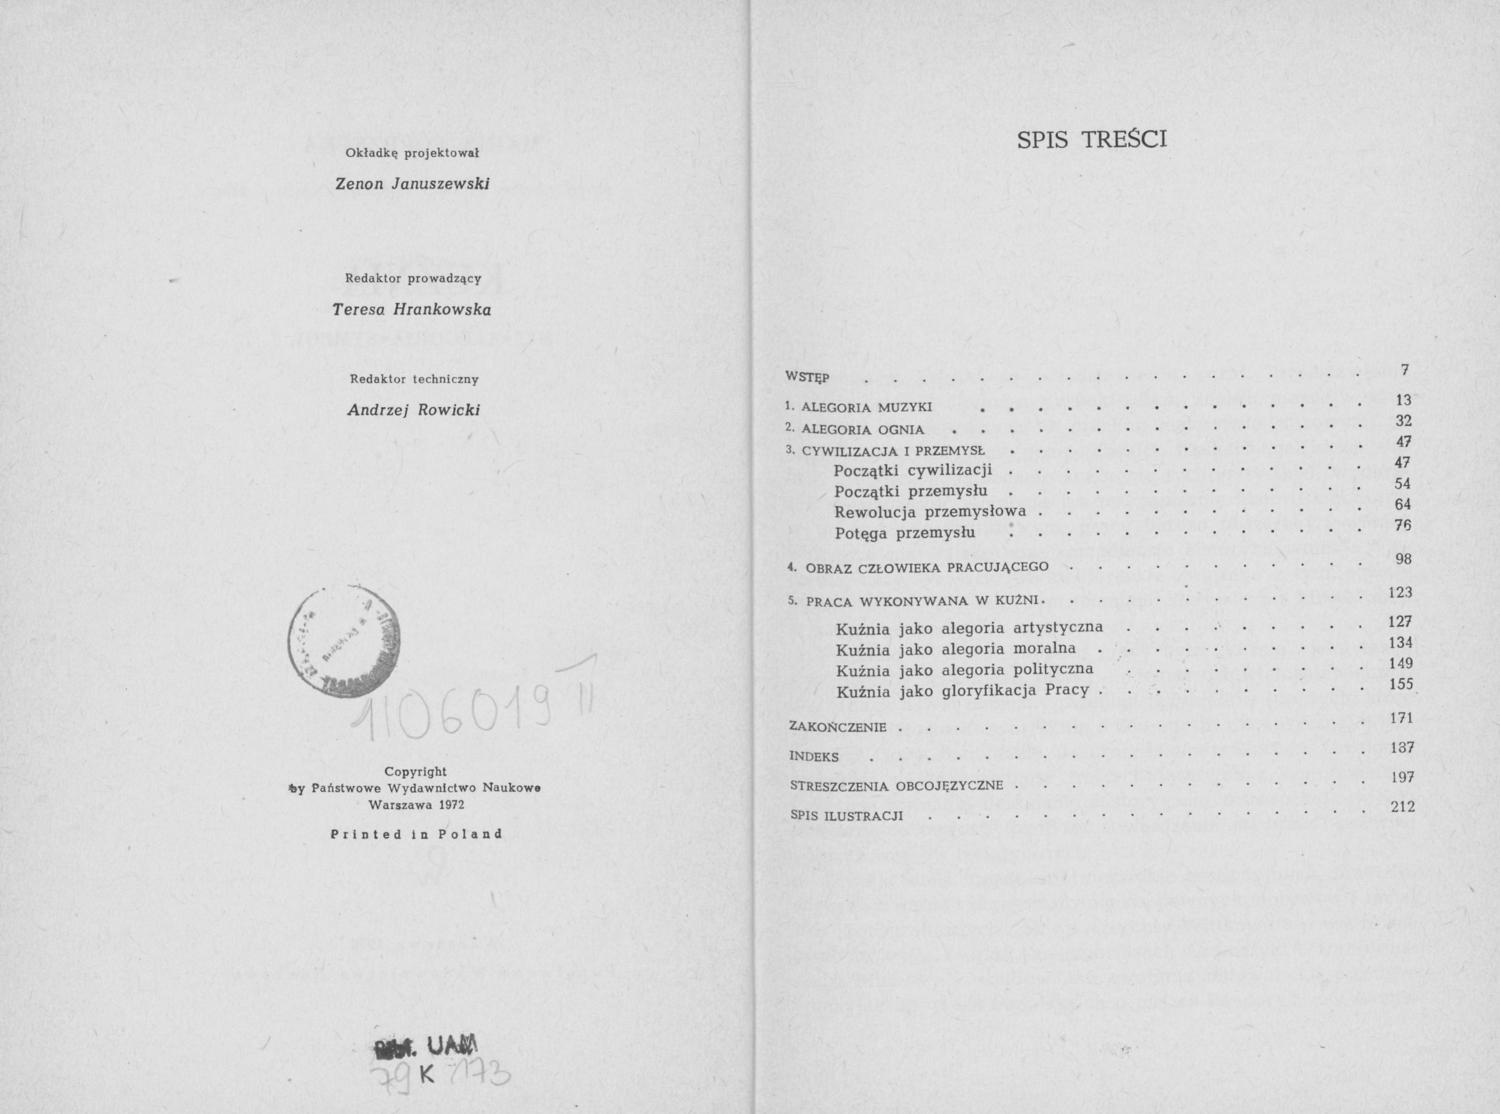 Okładkę projektował
Zenon Januszewski
Redaktor prowadzący
Teresa Hrankowska
Redaktor techniczny
Andrzej Rowicki
1106019 II
Copyright
by Państwowe Wydawnictwo Naukowe
Warszawa 1972
Printed in Poland
UAM
79 K 173
SPIS TREŚCI
WSTĘP . . . . . . . . . . . . . . . . . . 7
1. ALEGORIA MUZYKI . . . . . . . . . . . . . . 13
2. ALEGORIA OGNIA . . . . . . . . . . . . . . . 32
3. CYWILIZACJA I PRZEMYSŁ . . . . . . . . . . . . . 47
Początki cywilizacji . . . . . . . . . . . . . 47
Początki przemysłu . . . . . . . . . . . . . 54
Rewolucja przemysłowa . . . . . . . . . . . . 64
Potęga przemysłu . . . . . . . . . . . . . 76
4. OBRAZ CZŁOWIEKA PRACUJĄCEGO . . . . . . . . . . . 98
5. PRACA WYKONYWANA W KUŹNI . . . . . . . . . . . . 123
Kuźnia jako alegoria artystyczna . . . . . . . . . 127
Kuźnia jako alegoria moralna . . . . . . . . . . 134
Kuźnia jako alegoria polityczna . . . . . . . . . 149
Kuźnia jako gloryfikacja Pracy . . . . . . . . . . 155
ZAKOŃCZENIE . . . . . . . . . . . . . . . . . 171
INDEKS . . . . . . . . . . . . . . . . . . 187
STRESZCZENIA OBCOJĘZYCZNE . . . . . . . . . . . . . 197
SPIS ILUSTRACJI . . . . . . . . . . . . . . . . 212